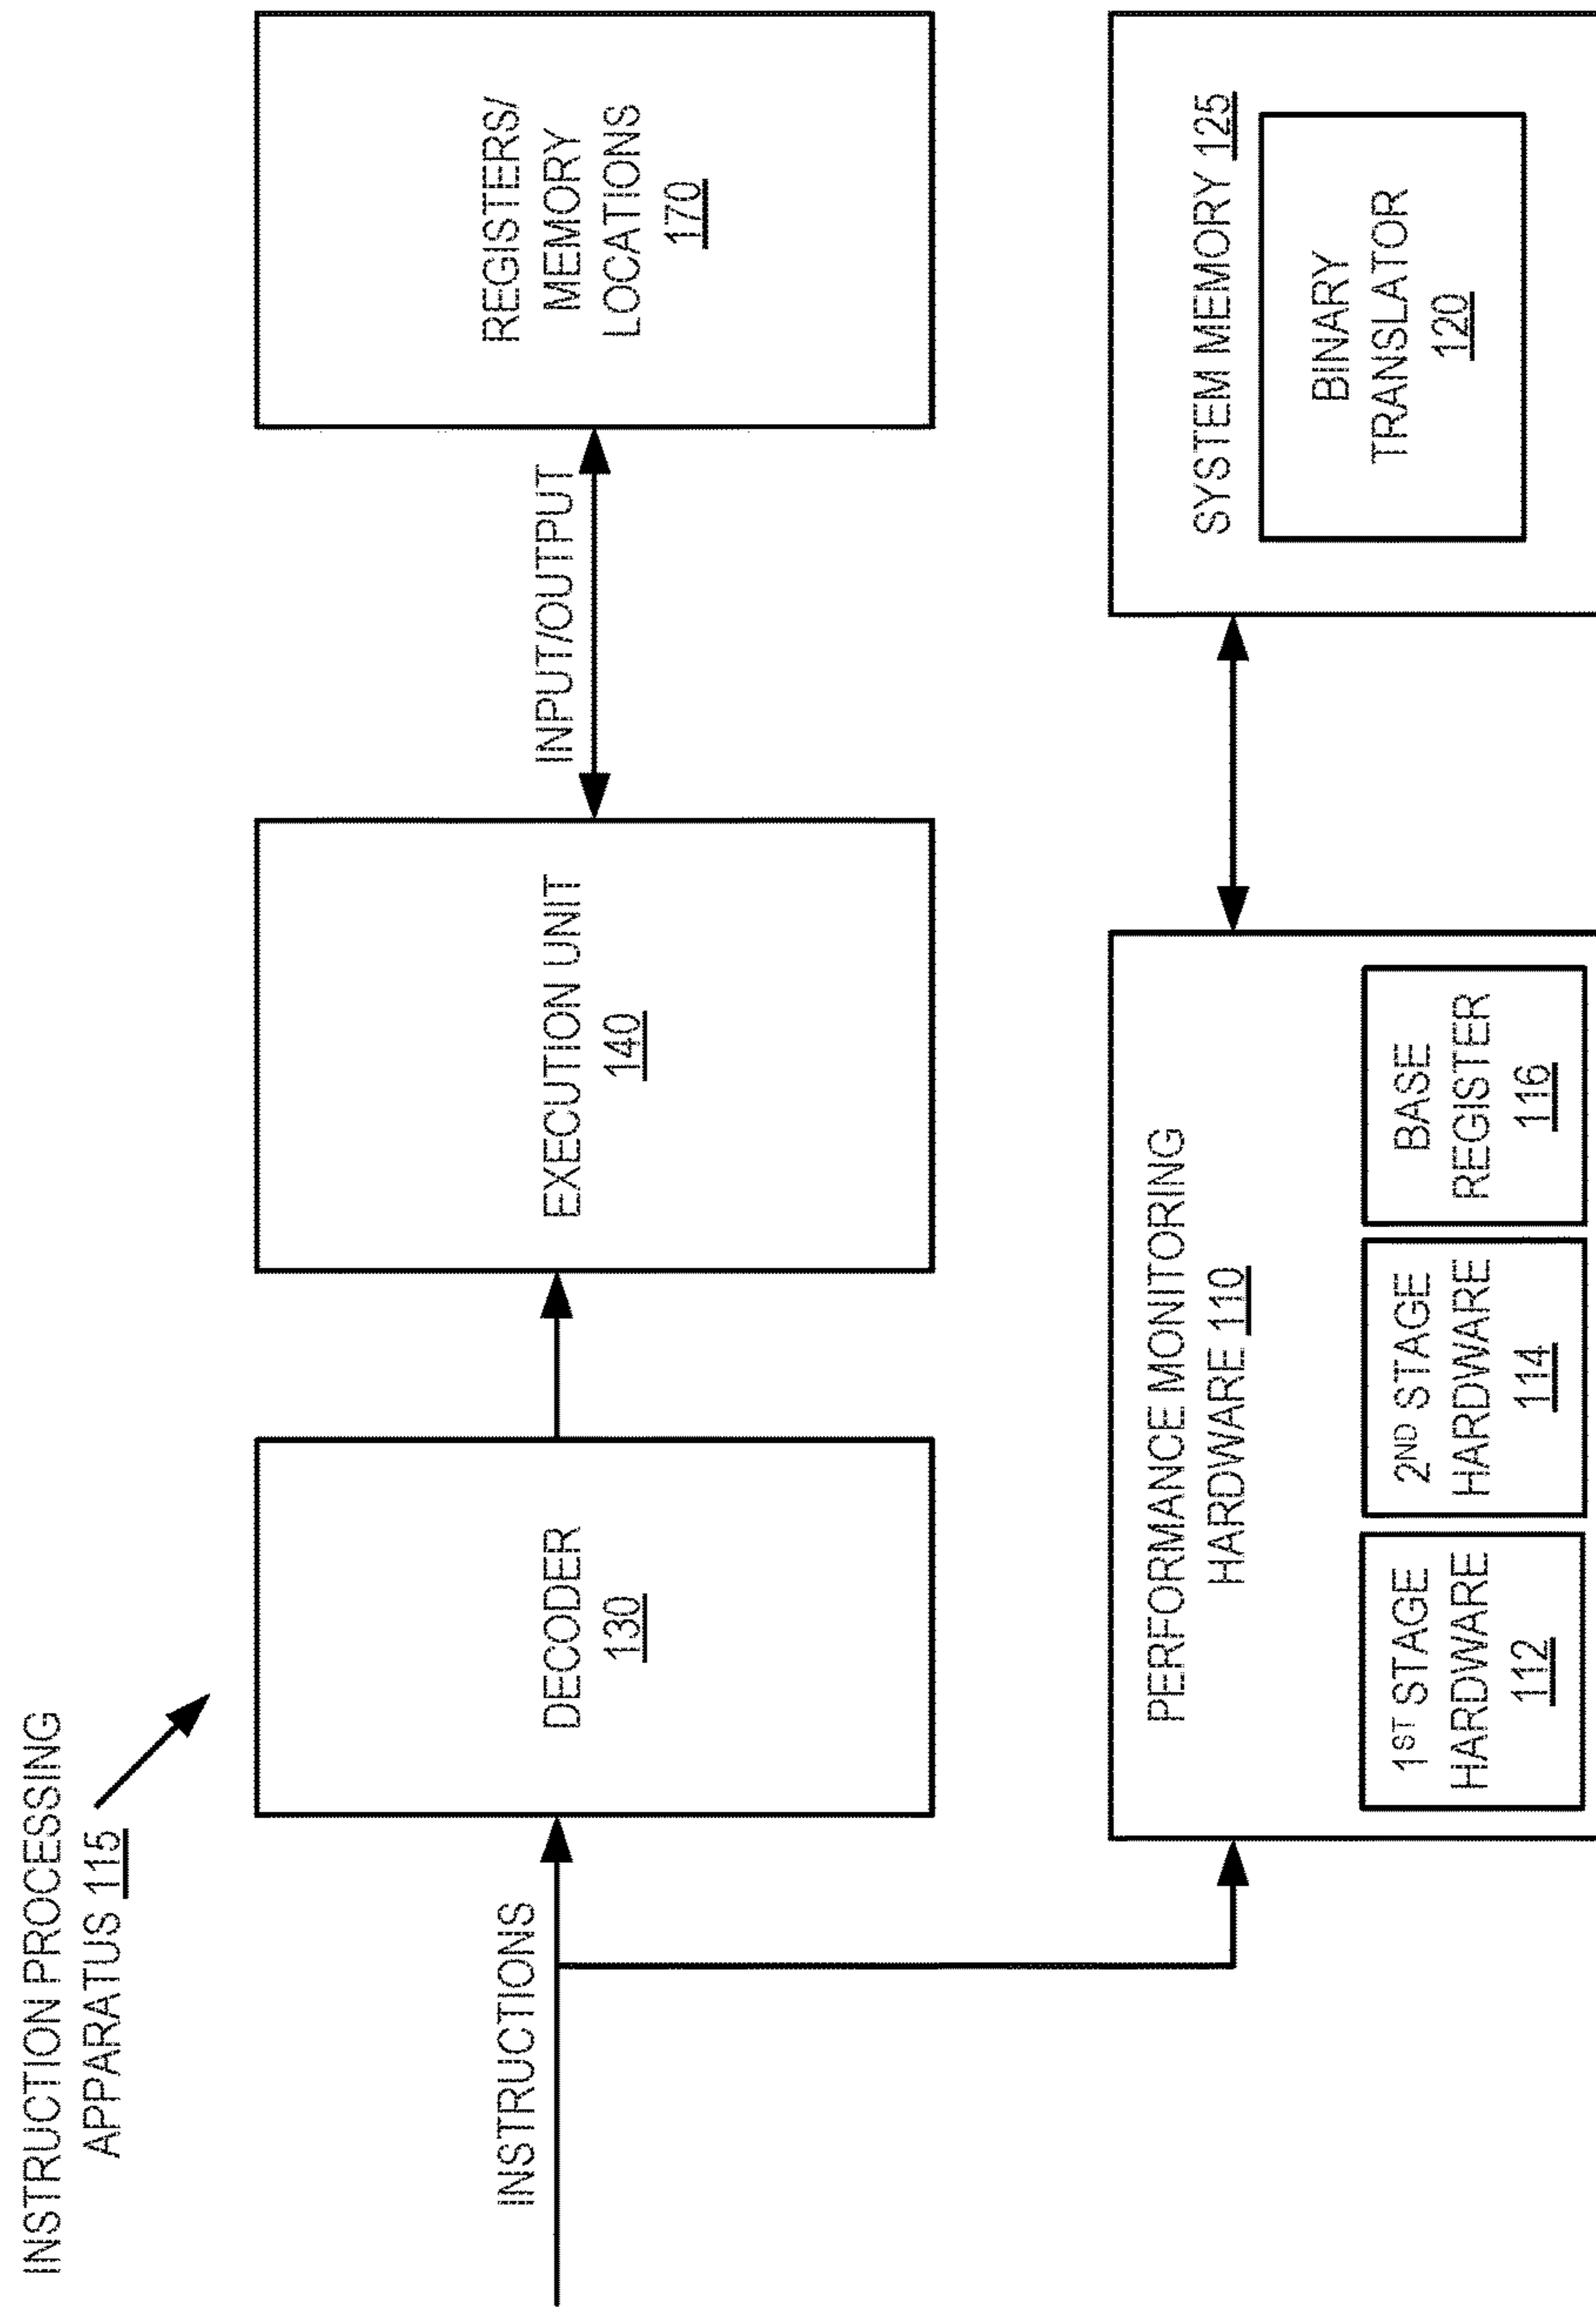 INSTRUCTION PROCESSING
APPARATUS 115
INSTRUCTIONS
DECODER
130
EXECUTION UNIT
140
INPUT/OUTPUT
REGISTERS/
MEMORY
LOCATIONS
170
PERFORMANCE MONITORING
HARDWARE 110
1ST STAGE
HARDWARE
112
2ND STAGE
HARDWARE
114
BASE
REGISTER
116
SYSTEM MEMORY 125
BINARY
TRANSLATOR
120